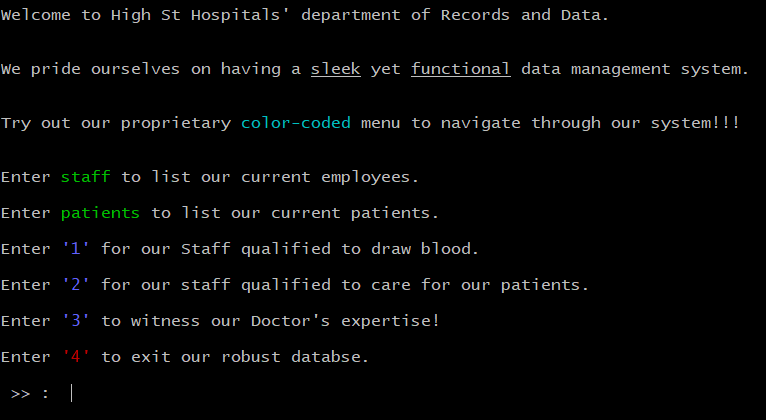 Welcome to High St Hospitals' department of Records and Data.
We pride ourselves on having a sleek yet functional data management system.
Try out our proprietary color-coded menu to navigate through our system!!!
Enter staff to list our current employees.
Enter patients to list our current patients.
Enter '1' for our Staff qualified to draw blood.
Enter '2' for our staff qualified to care for our patients.
Enter '3' to witness our Doctor's expertise!
Enter '4' to exit our robust databse.
>> :